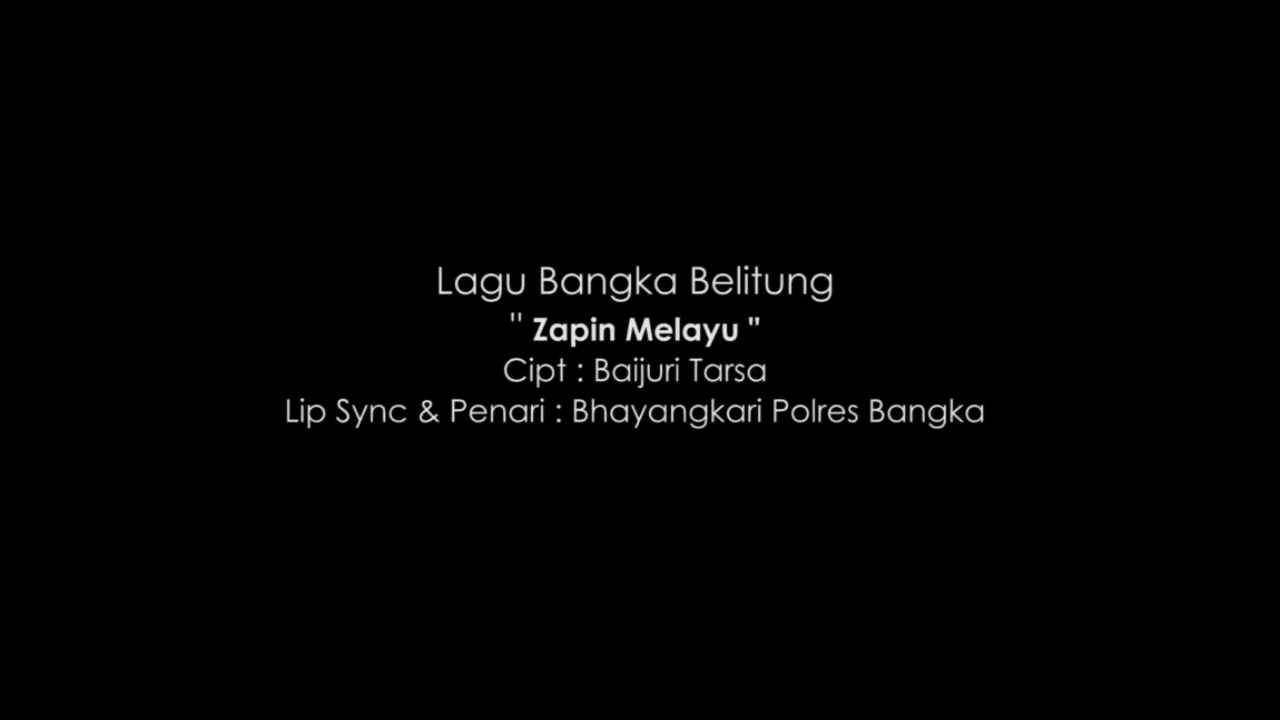 Lagu Bangka Belitung
" Zapin Melayu "
Cipt : Baijuri Tarsa
Lip Sync & Penari : Bhayangkari Polres Bangka